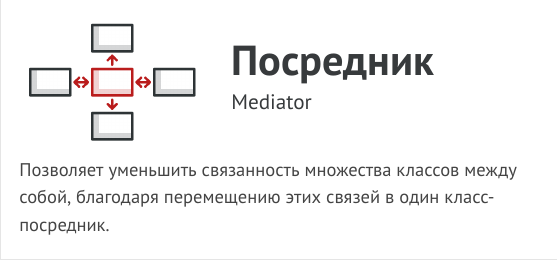 Посредник
Mediator
Позволяет уменьшить связанность множества классов между
собой, благодаря перемещению этих связей в один класс-
посредник.